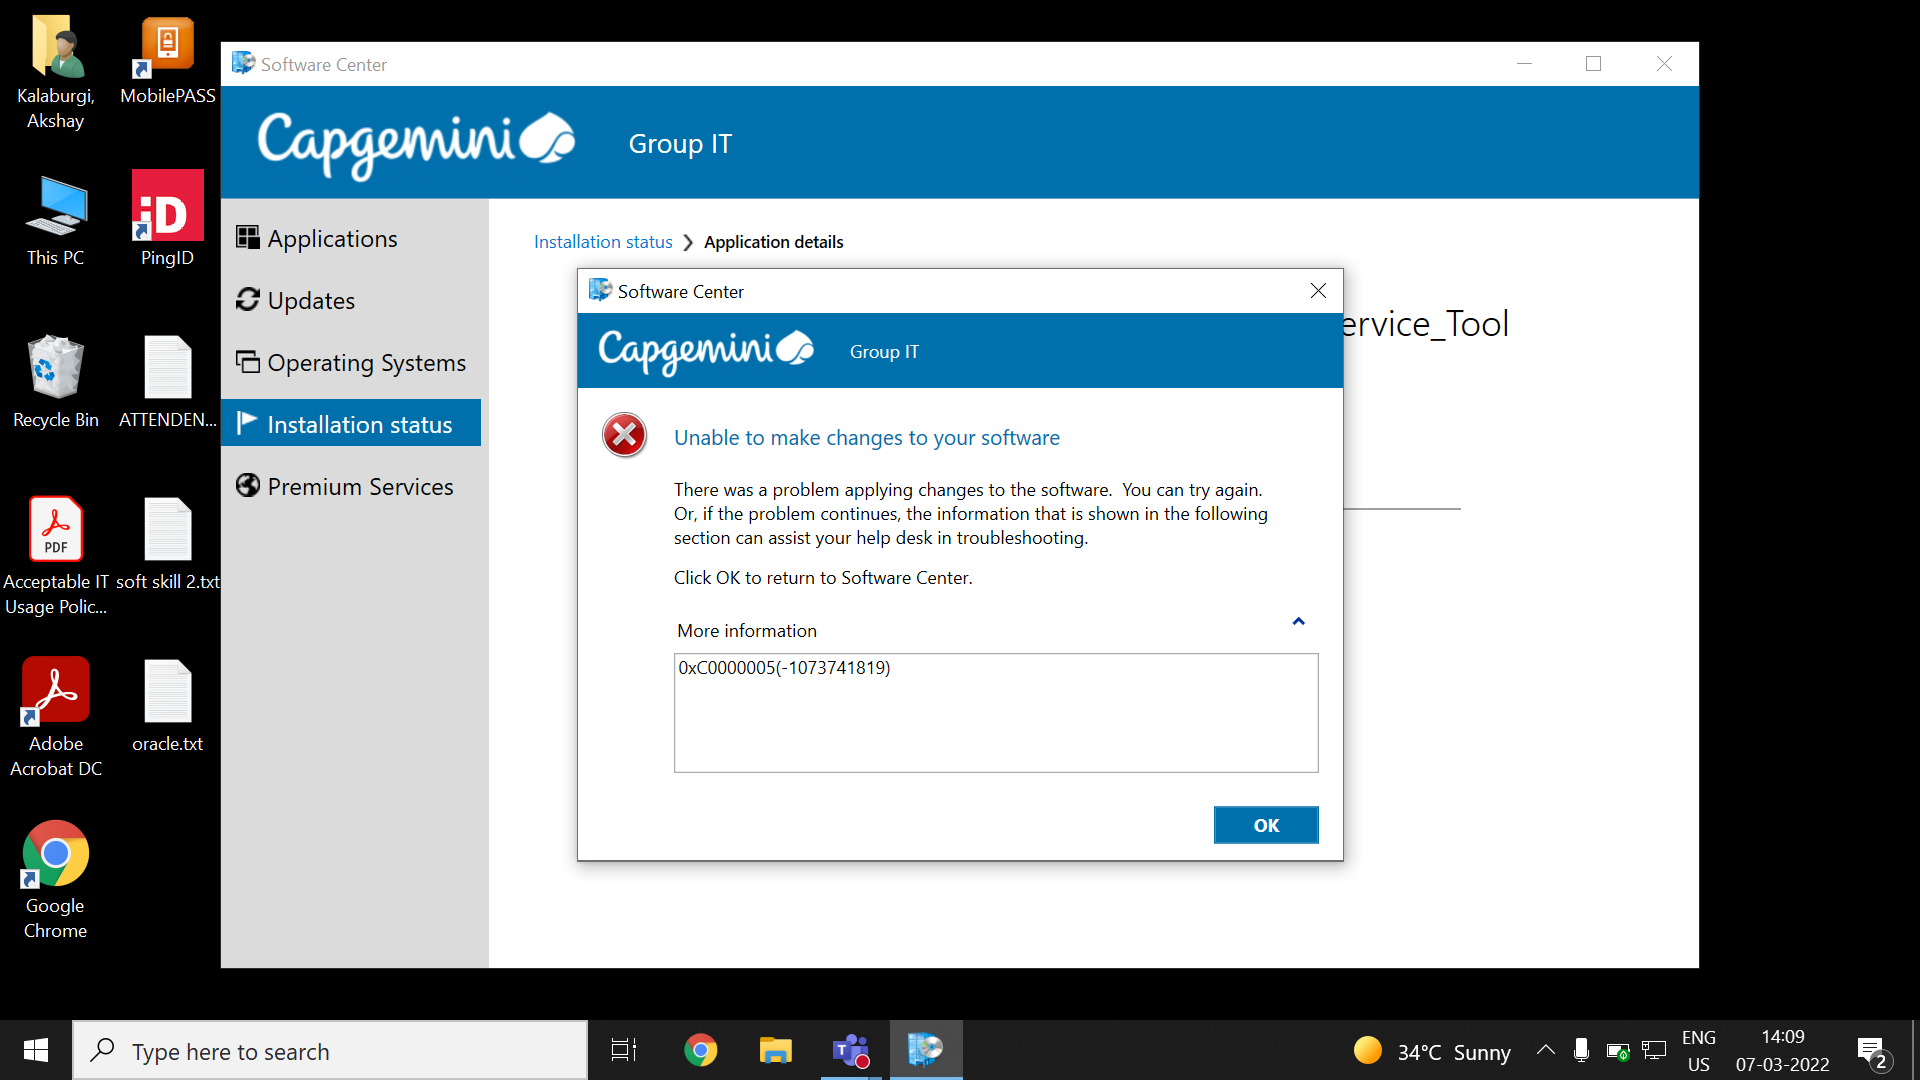 Kalaburgi,
Akshay
MobilePASS
This PC
iD
PingID
Recycle Bin
ATTENDEN...
PDF
Acceptable IT
Usage Polic...
soft skill 2.txt
Adobe
Acrobat DC
oracle.txt
Google
Chrome
Software Center
Capgemini
Group IT
Applications
Updates
Operating Systems
Installation status
Premium Services
Installation status ❯ Application details
ervice_Tool
Software Center
Capgemini
Group IT
Unable to make changes to your software
There was a problem applying changes to the software. You can try again.
Or, if the problem continues, the information that is shown in the following
section can assist your help desk in troubleshooting.
Click OK to return to Software Center.
More information
0xC0000005(-1073741819)
OK
Type here to search
T
34°C Sunny
ENG
US
14:09
07-03-2022
2